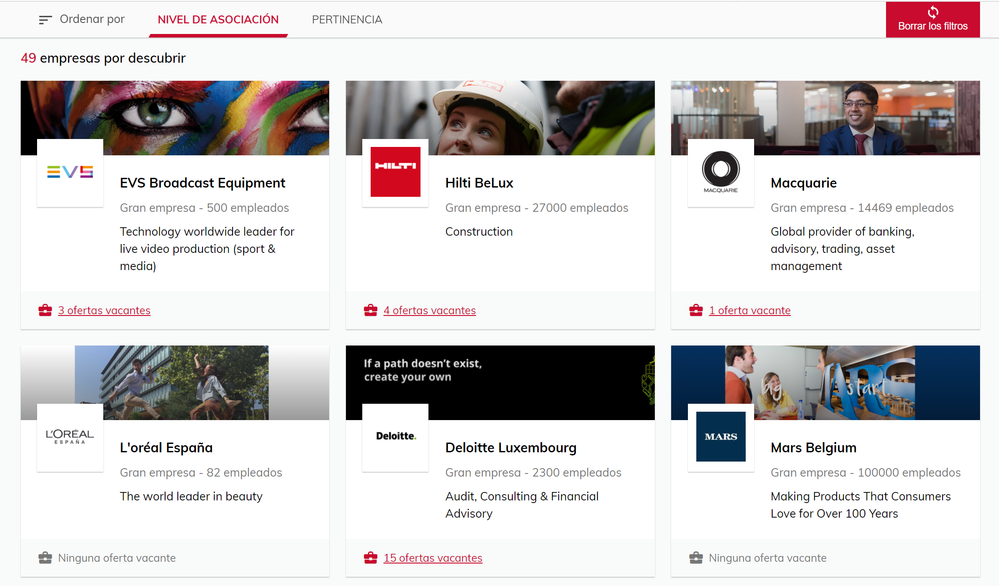 Ordenar por
NIVEL DE ASOCIACIÓN
PERTINENCIA
Borrar los filtros
49 empresas por descubrir
EVS
EVS Broadcast Equipment
Gran empresa - 500 empleados
Technology worldwide leader for
live video production (sport &
media)
3 ofertas vacantes
HILTI
HILTI
Hilti BeLux
Gran empresa - 27000 empleados
Construction
4 ofertas vacantes
MACQUARIE
Macquarie
Gran empresa - 14469 empleados
Global provider of banking,
advisory, trading, asset
management
1 oferta vacante
L'ORÉAL
ESPAÑA
L'oréal España
Gran empresa - 82 empleados
The world leader in beauty
Ninguna oferta vacante
If a path doesn't exist,
create your own
Deloitte.
Deloitte Luxembourg
Gran empresa - 2300 empleados
Audit, Consulting & Financial
Advisory
15 ofertas vacantes
big.
start.
ARS
MARS
Mars Belgium
Gran empresa - 100000 empleados
Making Products That Consumers
Love for Over 100 Years
Ninguna oferta vacante